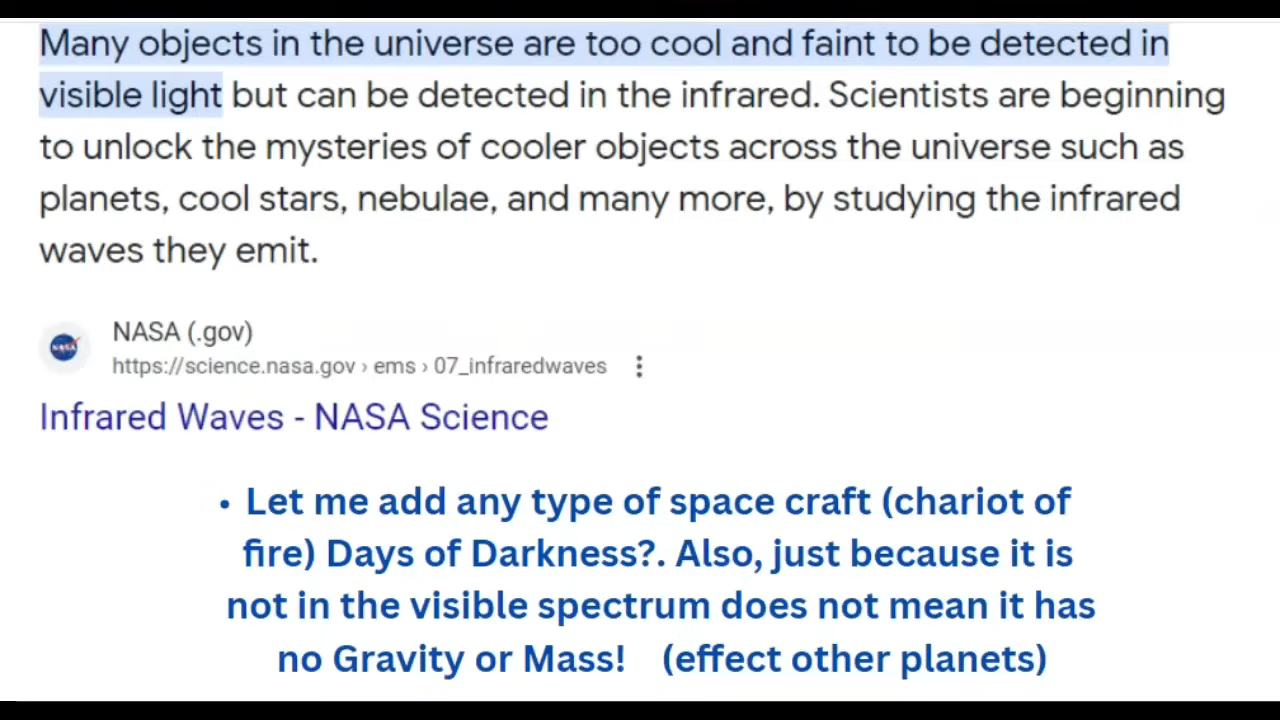 Many objects in the universe are too cool and faint to be detected in
visible light but can be detected in the infrared. Scientists are beginning
to unlock the mysteries of cooler objects across the universe such as
planets, cool stars, nebulae, and many more, by studying the infrared
waves they emit.
NASA
NASA (.gov)
https://science.nasa.gov › ems › 07_infraredwaves
Infrared Waves - NASA Science
• Let me add any type of space craft (chariot of
fire) Days of Darkness?. Also, just because it is
not in the visible spectrum does not mean it has
no Gravity or Mass! (effect other planets)